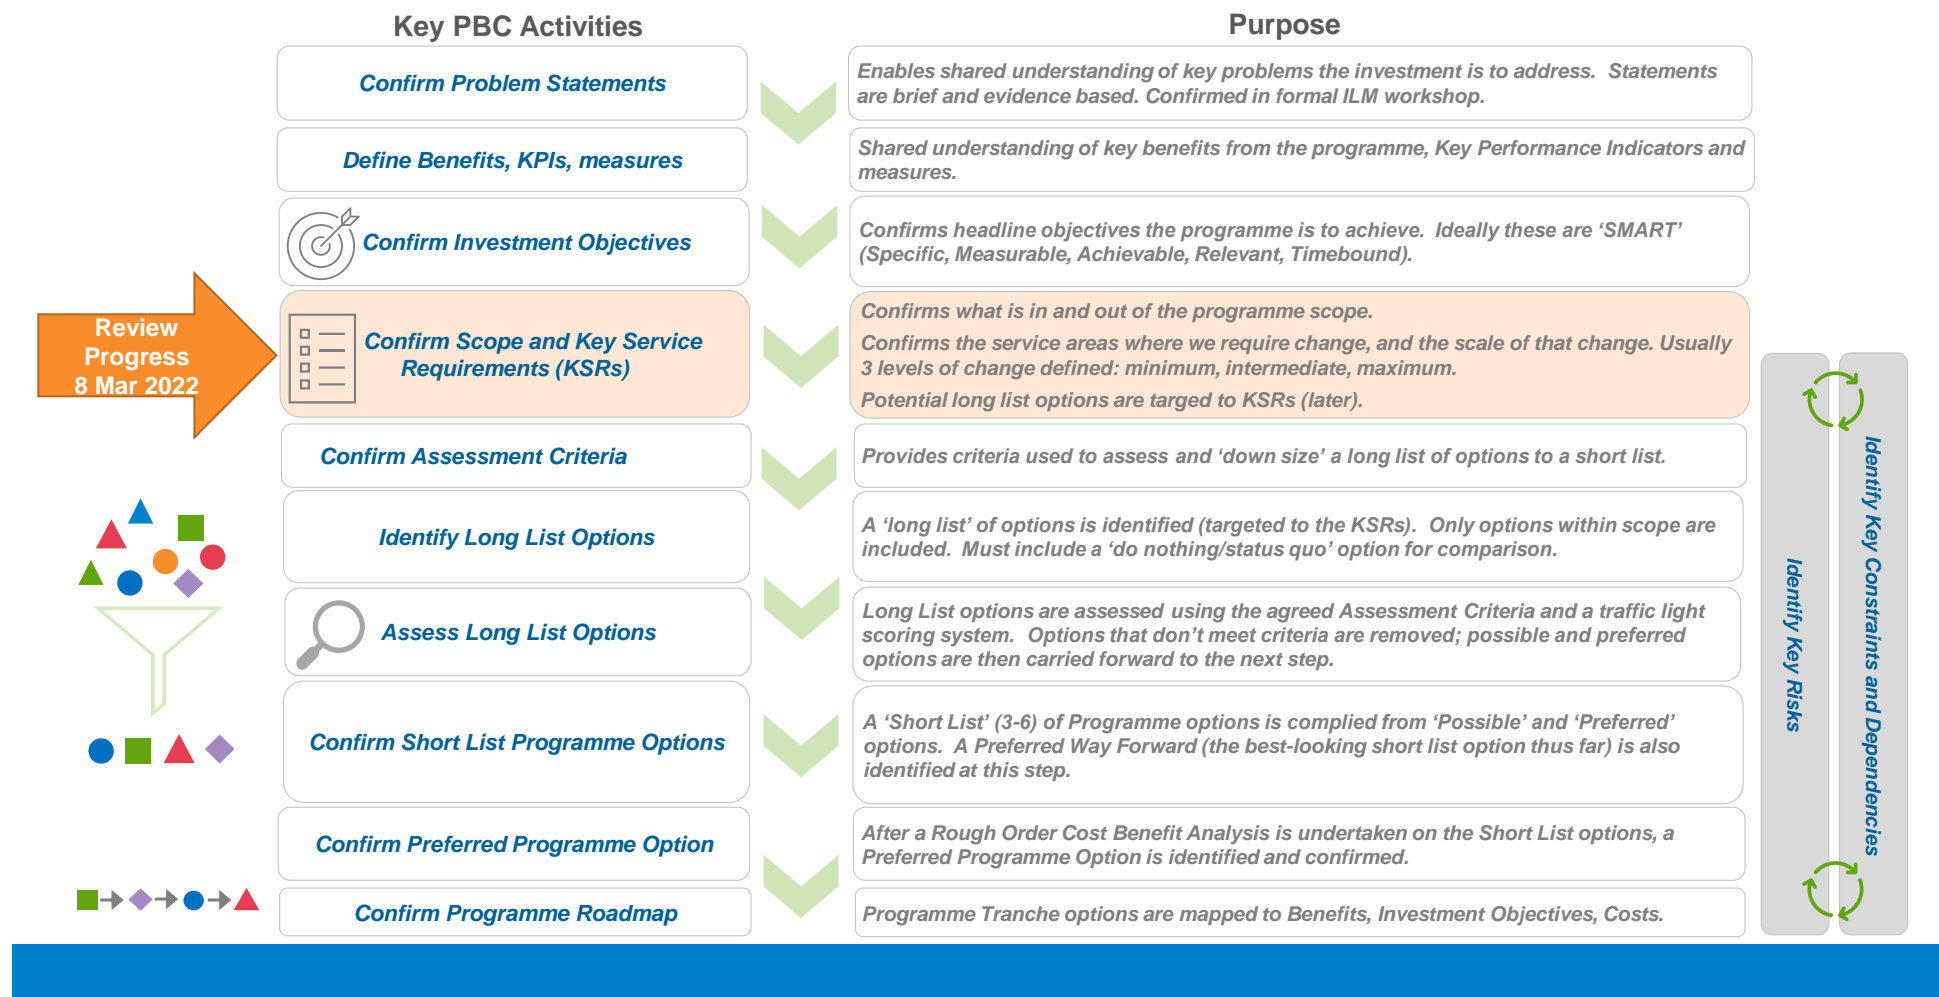 Key PBC Activities
Purpose
Confirm Problem Statements
Enables shared understanding of key problems the investment is to address. Statements
are brief and evidence based. Confirmed in formal ILM workshop.
Define Benefits, KPIs, measures
Shared understanding of key benefits from the programme, Key Performance Indicators and
measures.
Confirm Investment Objectives
Confirms headline objectives the programme is to achieve. Ideally these are ‘SMART’
(Specific, Measurable, Achievable, Relevant, Timebound).
Review
Progress
8 Mar 2022
Confirm Scope and Key Service
Requirements (KSRs)
Confirms what is in and out of the programme scope.
Confirms the service areas where we require change, and the scale of that change. Usually
3 levels of change defined: minimum, intermediate, maximum.
Potential long list options are targed to KSRs (later).
Confirm Assessment Criteria
Provides criteria used to assess and ‘down size’ a long list of options to a short list.
Identify Long List Options
A ‘long list’ of options is identified (targeted to the KSRs). Only options within scope are
included. Must include a ‘do nothing/status quo’ option for comparison.
Assess Long List Options
Long List options are assessed using the agreed Assessment Criteria and a traffic light
scoring system. Options that don’t meet criteria are removed; possible and preferred
options are then carried forward to the next step.
Confirm Short List Programme Options
A ‘Short List’ (3-6) of Programme options is complied from ‘Possible’ and ‘Preferred’
options. A Preferred Way Forward (the best-looking short list option thus far) is also
identified at this step.
Confirm Preferred Programme Option
After a Rough Order Cost Benefit Analysis is undertaken on the Short List options, a
Preferred Programme Option is identified and confirmed.
Confirm Programme Roadmap
Programme Tranche options are mapped to Benefits, Investment Objectives, Costs.
Identify Key Risks
Identify Key Constraints and Dependencies